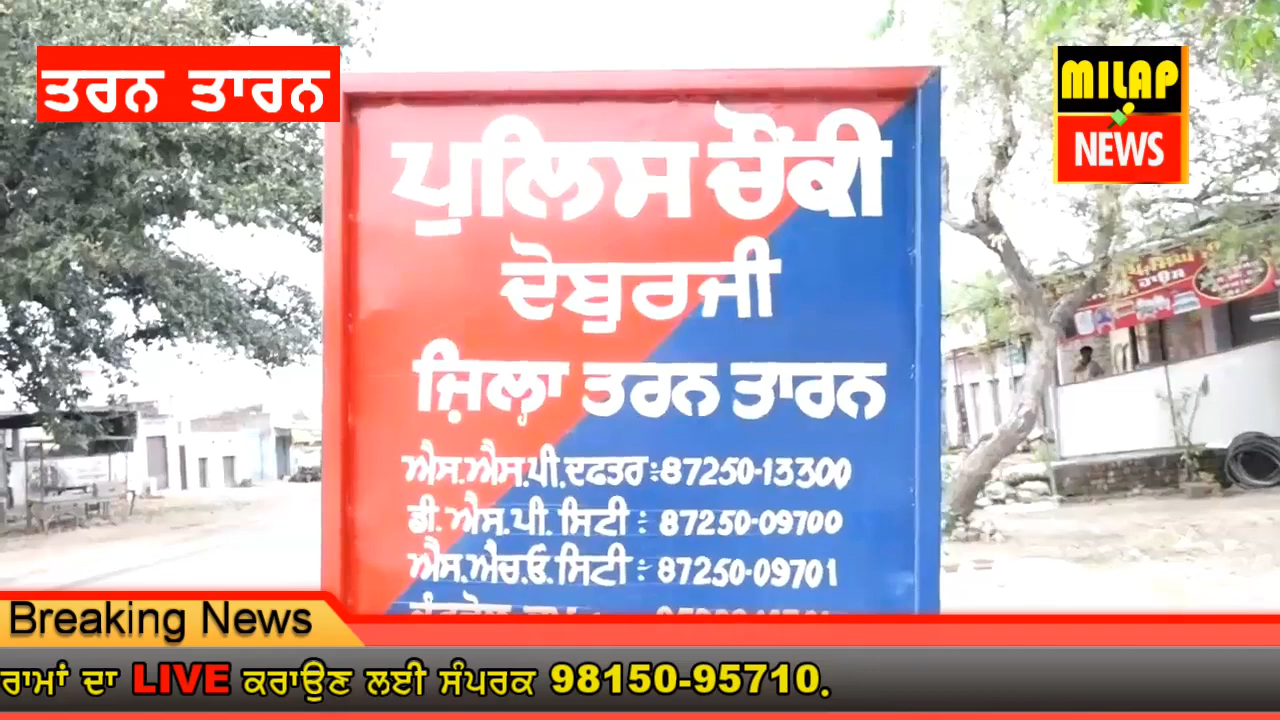 ਤਰਨ ਤਾਰਨ
MILAP
NEWS
ਪੁਲਿਸ ਚੌਂਕੀ
ਦੋਬੁਰਜੀ
ਜ਼ਿਲ੍ਹਾ ਤਰਨ ਤਾਰਨ
ਐਸ.ਐਸ.ਪੀ.ਦਫਤਰ :87250-13300
ਡੀ. ਐਸ.ਪੀ. ਸਿਟੀ : 87250-09700
ਐਸ.ਐਚ.ਓ. ਸਿਟੀ : 87250-09701
Breaking News
ਰਾਮਾਂ ਦਾ LIVE ਕਰਾਉਣ ਲਈ ਸੰਪਰਕ 98150-95710.